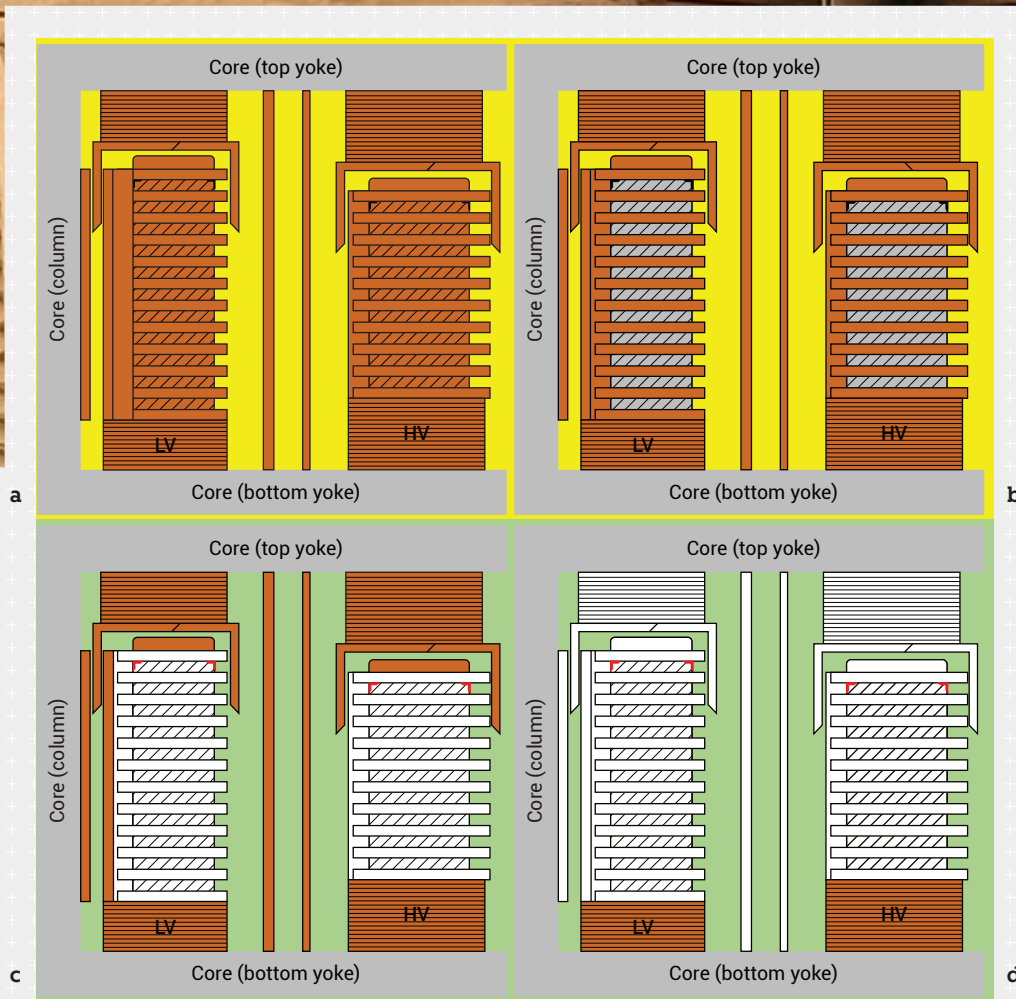 Core (top yoke)
Core (top yoke)
Core (column)
Core (column)
LV
HV
LV
HV
Core (bottom yoke)
Core (bottom yoke)
a
b
Core (top yoke)
Core (top yoke)
Core (column)
Core (column)
LV
HV
LV
HV
Core (bottom yoke)
Core (bottom yoke)
c
d